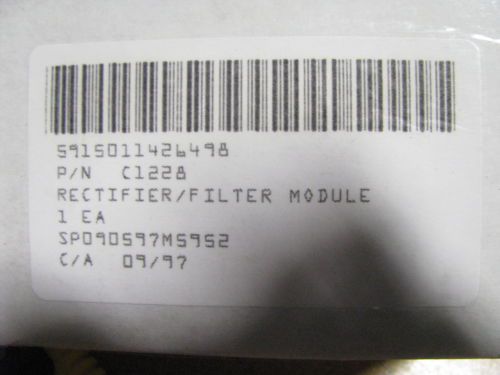 5915011426498
P/N C1228
RECTIFIER/FILTER MODULE
1 EA
SP090597M5952
C/A 09/97